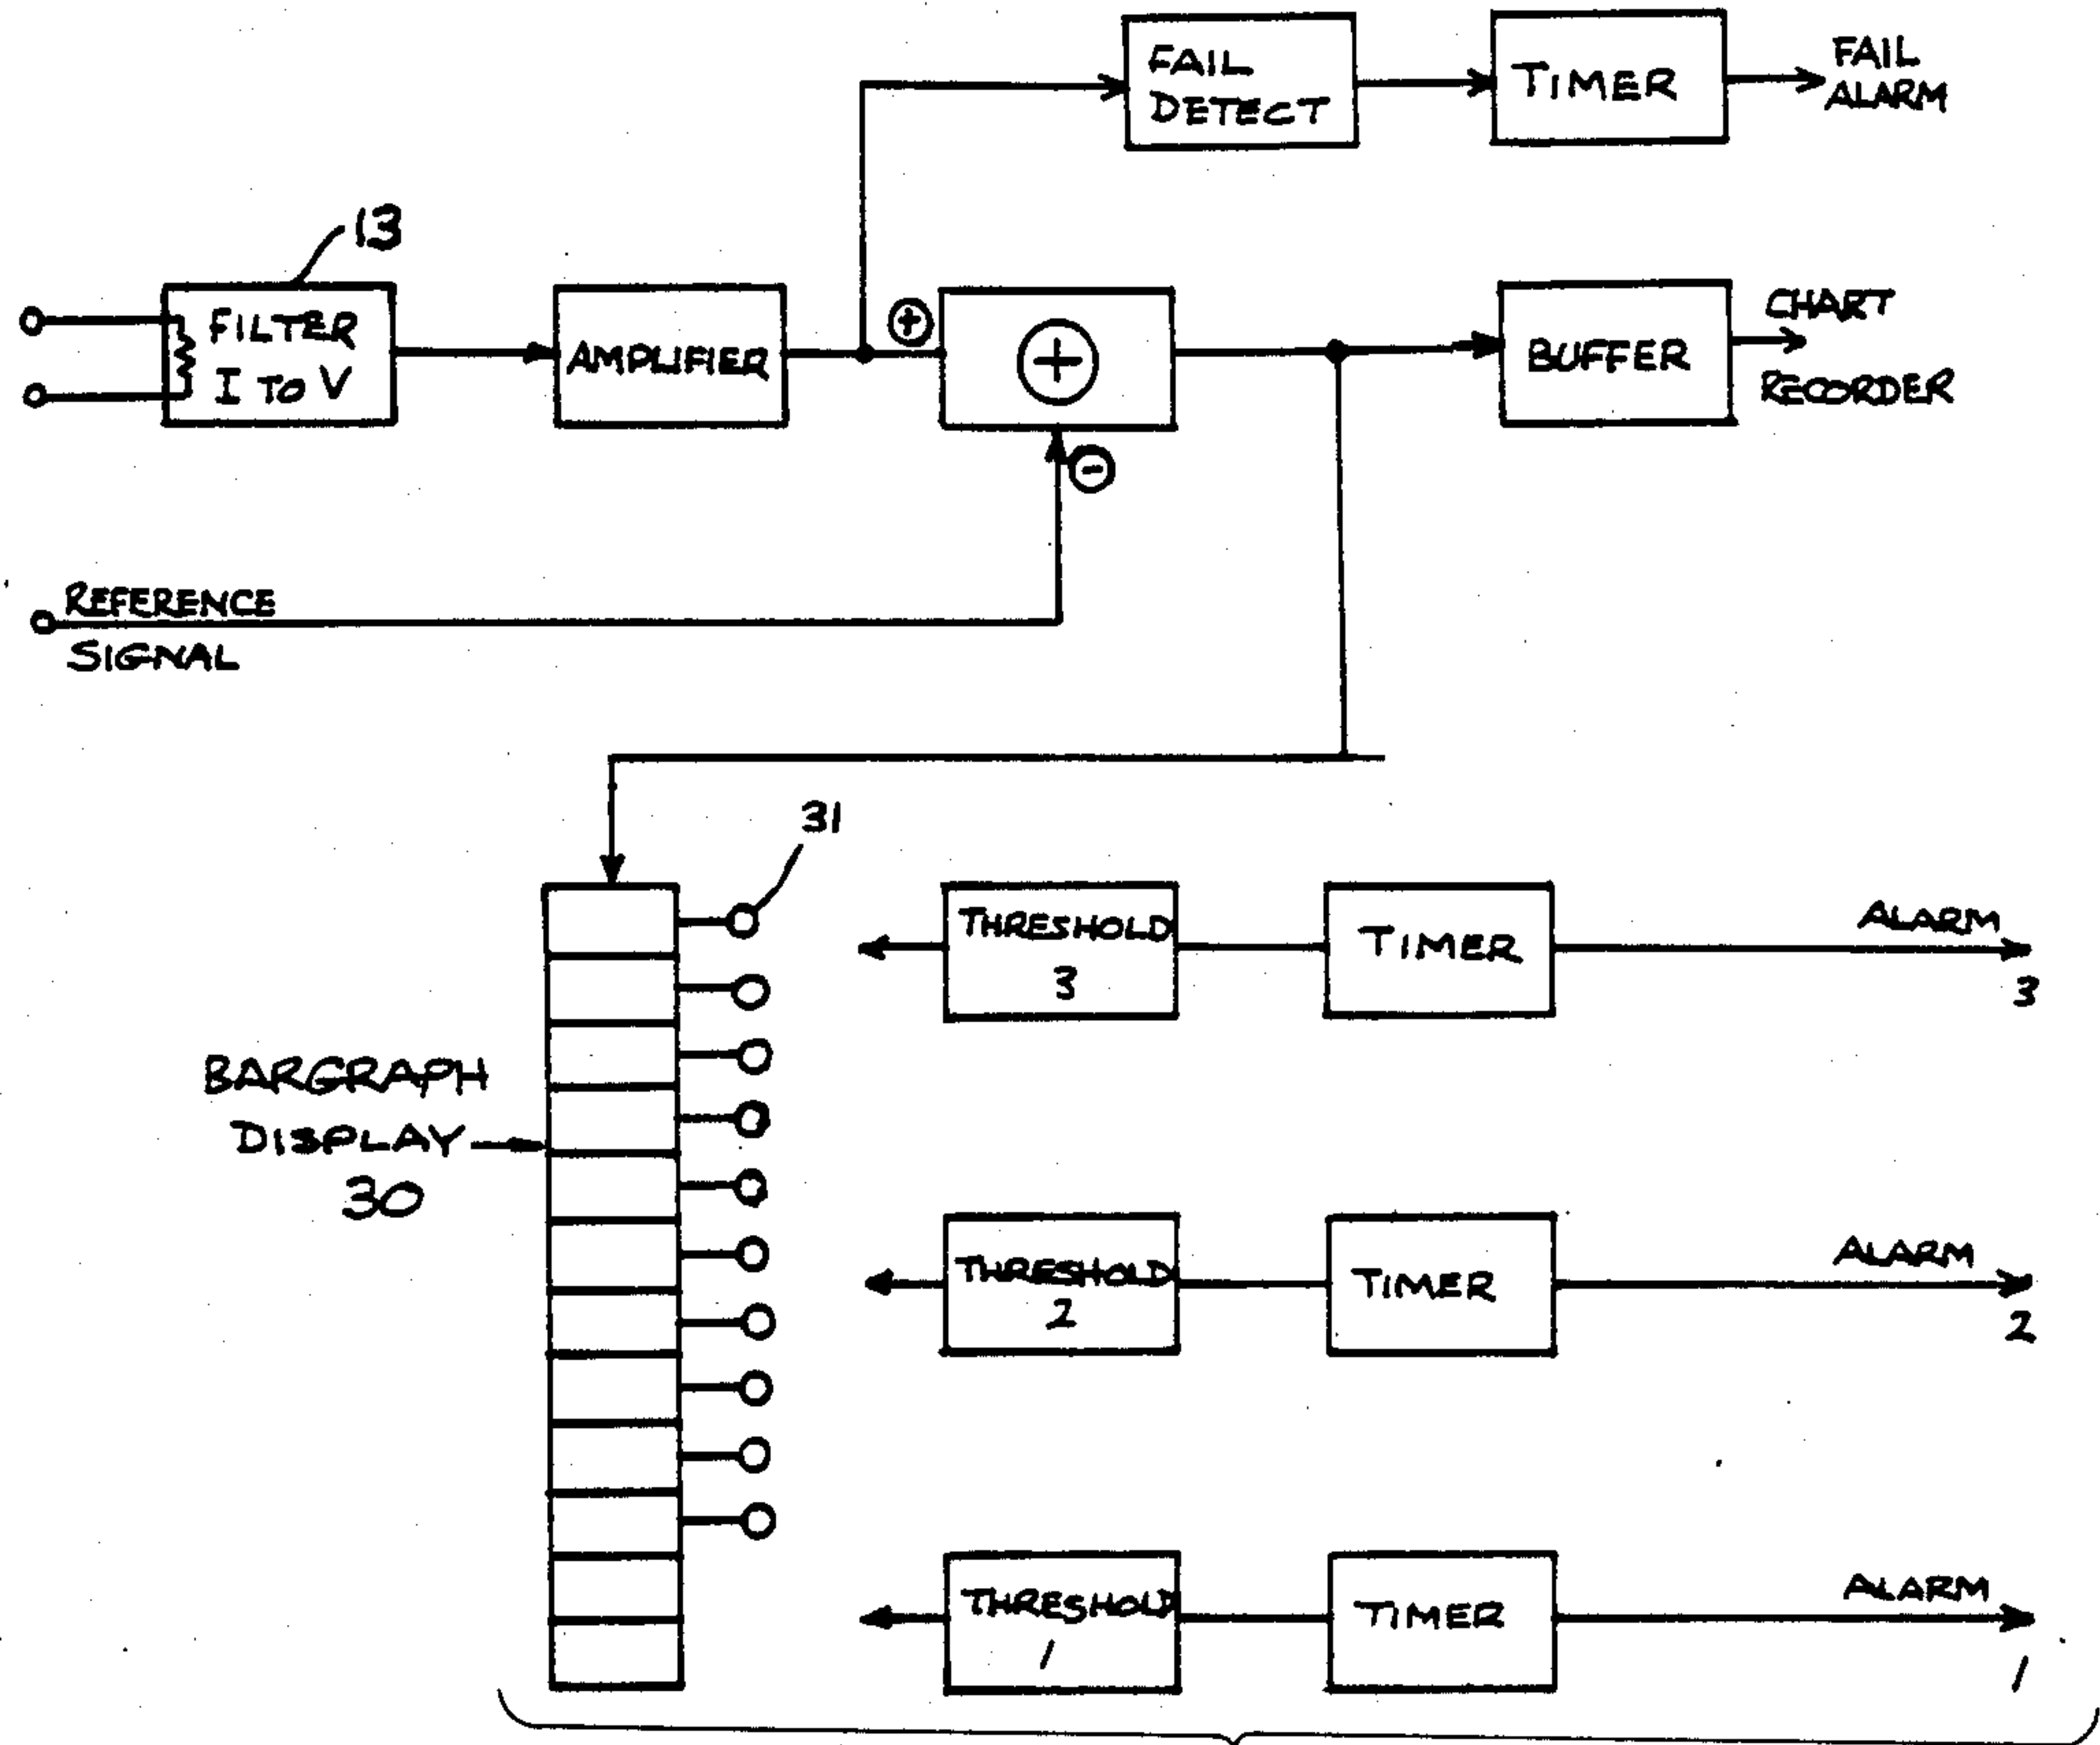 FAIL
DETECT
TIMER
FAIL
ALARM
13
FILTER
I TO V
AMPLIFIER
+
+
BUFFER
CHART
RECORDER
-
REFERENCE
SIGNAL
31
BARGRAPH
DISPLAY
30
THRESHOLD
3
TIMER
ALARM
3
THRESHOLD
2
TIMER
ALARM
2
THRESHOLD
1
TIMER
ALARM
1